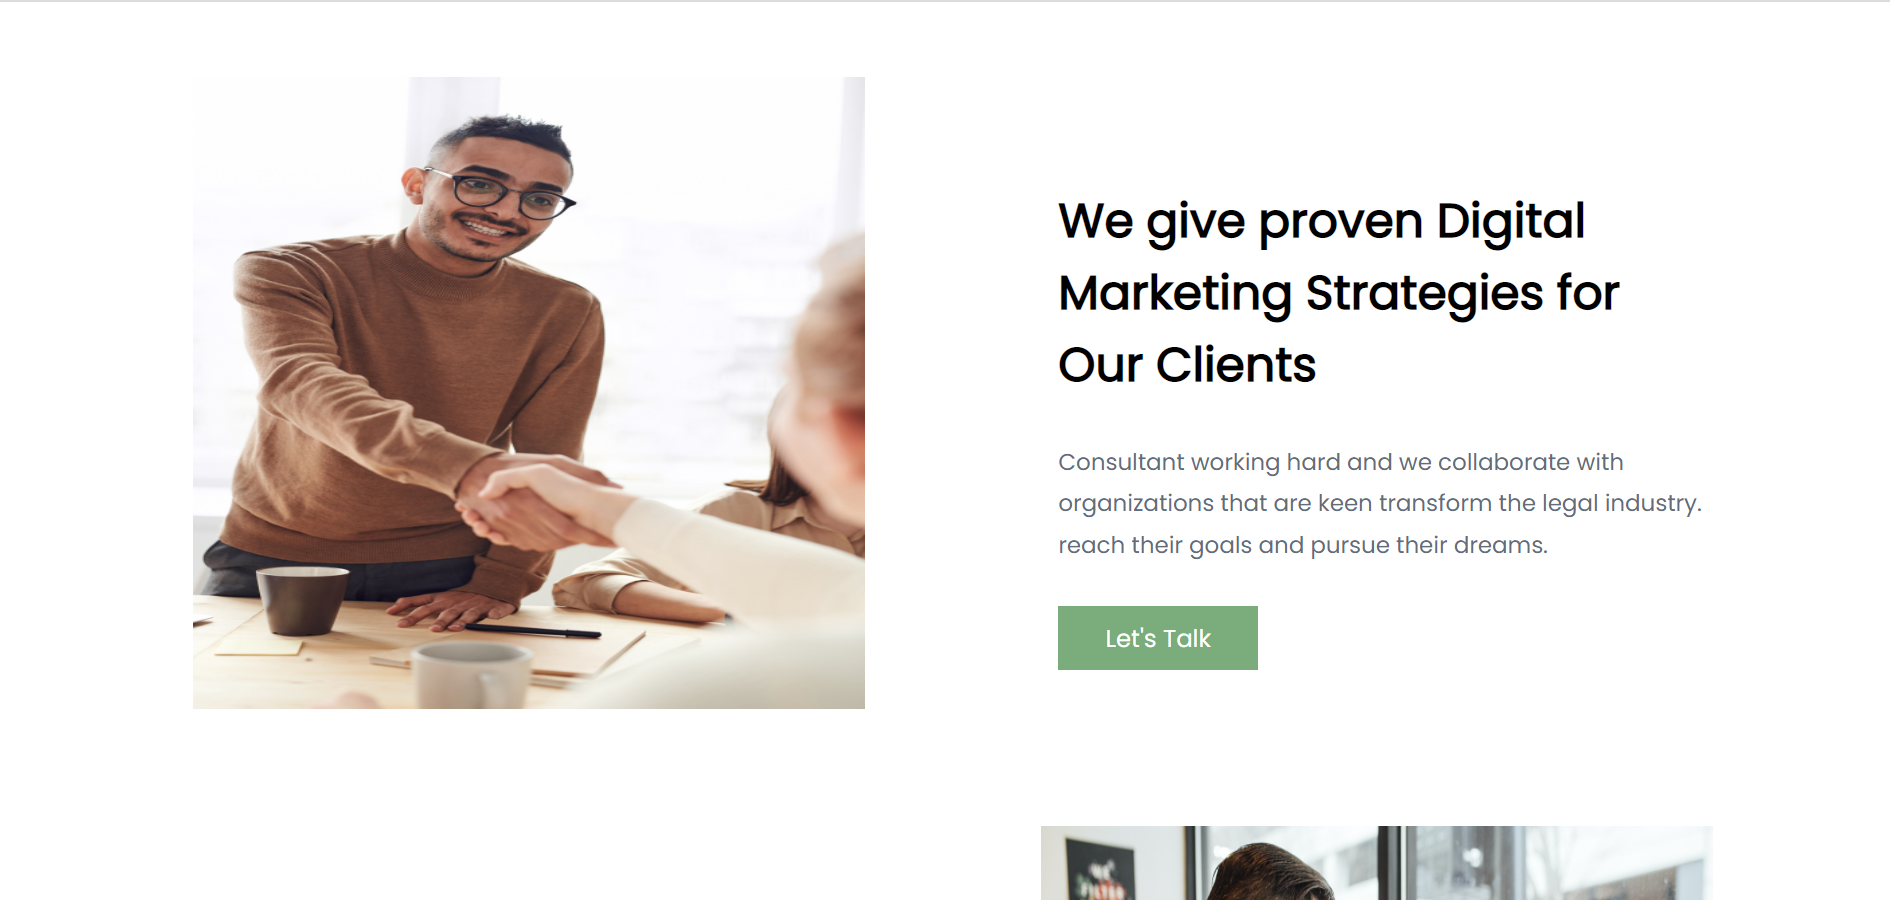 We give proven Digital
Marketing Strategies for
Our Clients
Consultant working hard and we collaborate with
organizations that are keen transform the legal industry.
reach their goals and pursue their dreams.
Let's Talk